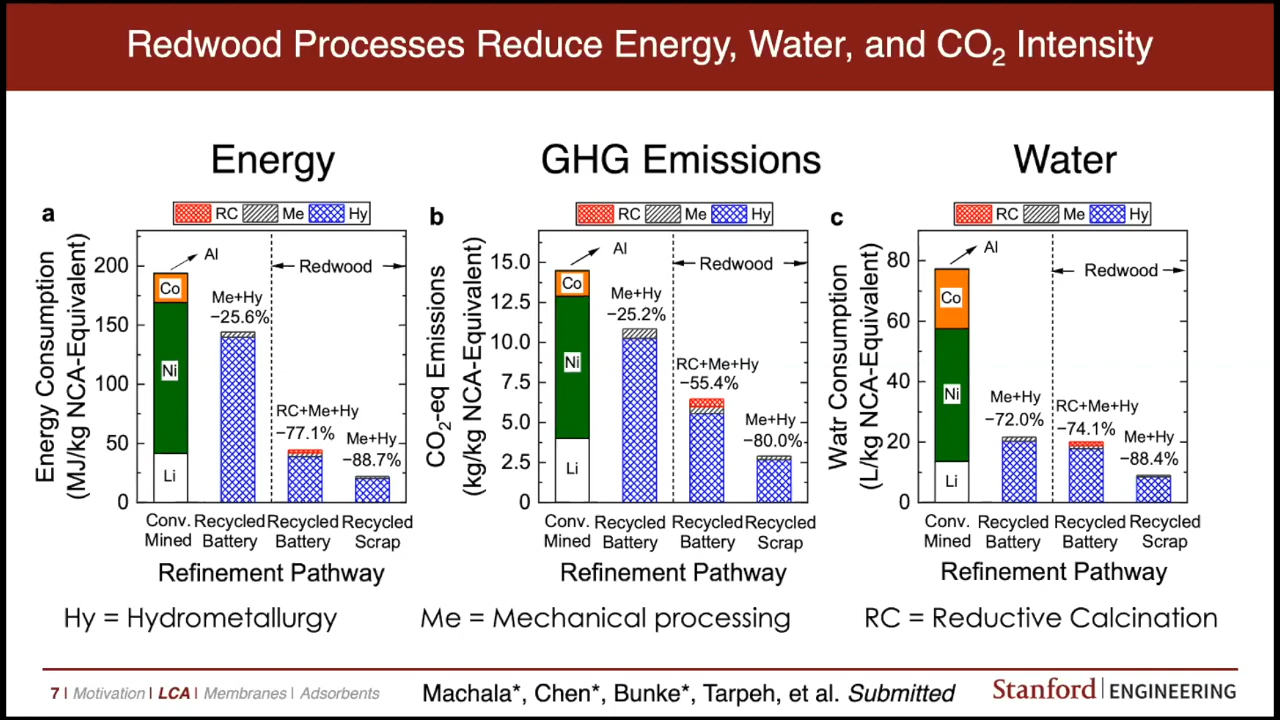 Redwood Processes Reduce Energy, Water, and CO₂ Intensity
Energy
a
RC Me Hy
Energy Consumption
(MJ/kg NCA-Equivalent)
200
150
100
50
0
Al
Co
Ni
Li
Me+Hy
−25.6%
Redwood
RC+Me+Hy
−77.1%
Me+Hy
−88.7%
Conv. Recycled Recycled Recycled
Mined Battery Battery Scrap
Refinement Pathway
GHG Emissions
b
RC Me Hy
CO₂-eq Emissions
(kg/kg NCA-Equivalent)
15.0
12.5
10.0
7.5
5.0
2.5
0
Al
Co
Ni
Li
Me+Hy
−25.2%
Redwood
RC+Me+Hy
−55.4%
Me+Hy
−80.0%
Conv. Recycled Recycled Recycled
Mined Battery Battery Scrap
Refinement Pathway
Water
c
RC Me Hy
Watr Consumption
(L/kg NCA-Equivalent)
80
60
40
20
0
Al
Co
Ni
Li
Me+Hy
−72.0%
Redwood
RC+Me+Hy
−74.1%
Me+Hy
−88.4%
Conv. Recycled Recycled Recycled
Mined Battery Battery Scrap
Refinement Pathway
Hy = Hydrometallurgy
Me = Mechanical processing
RC = Reductive Calcination
7 | Motivation | LCA | Membranes | Adsorbents
Machala*, Chen*, Bunke*, Tarpeh, et al. Submitted
Stanford | ENGINEERING